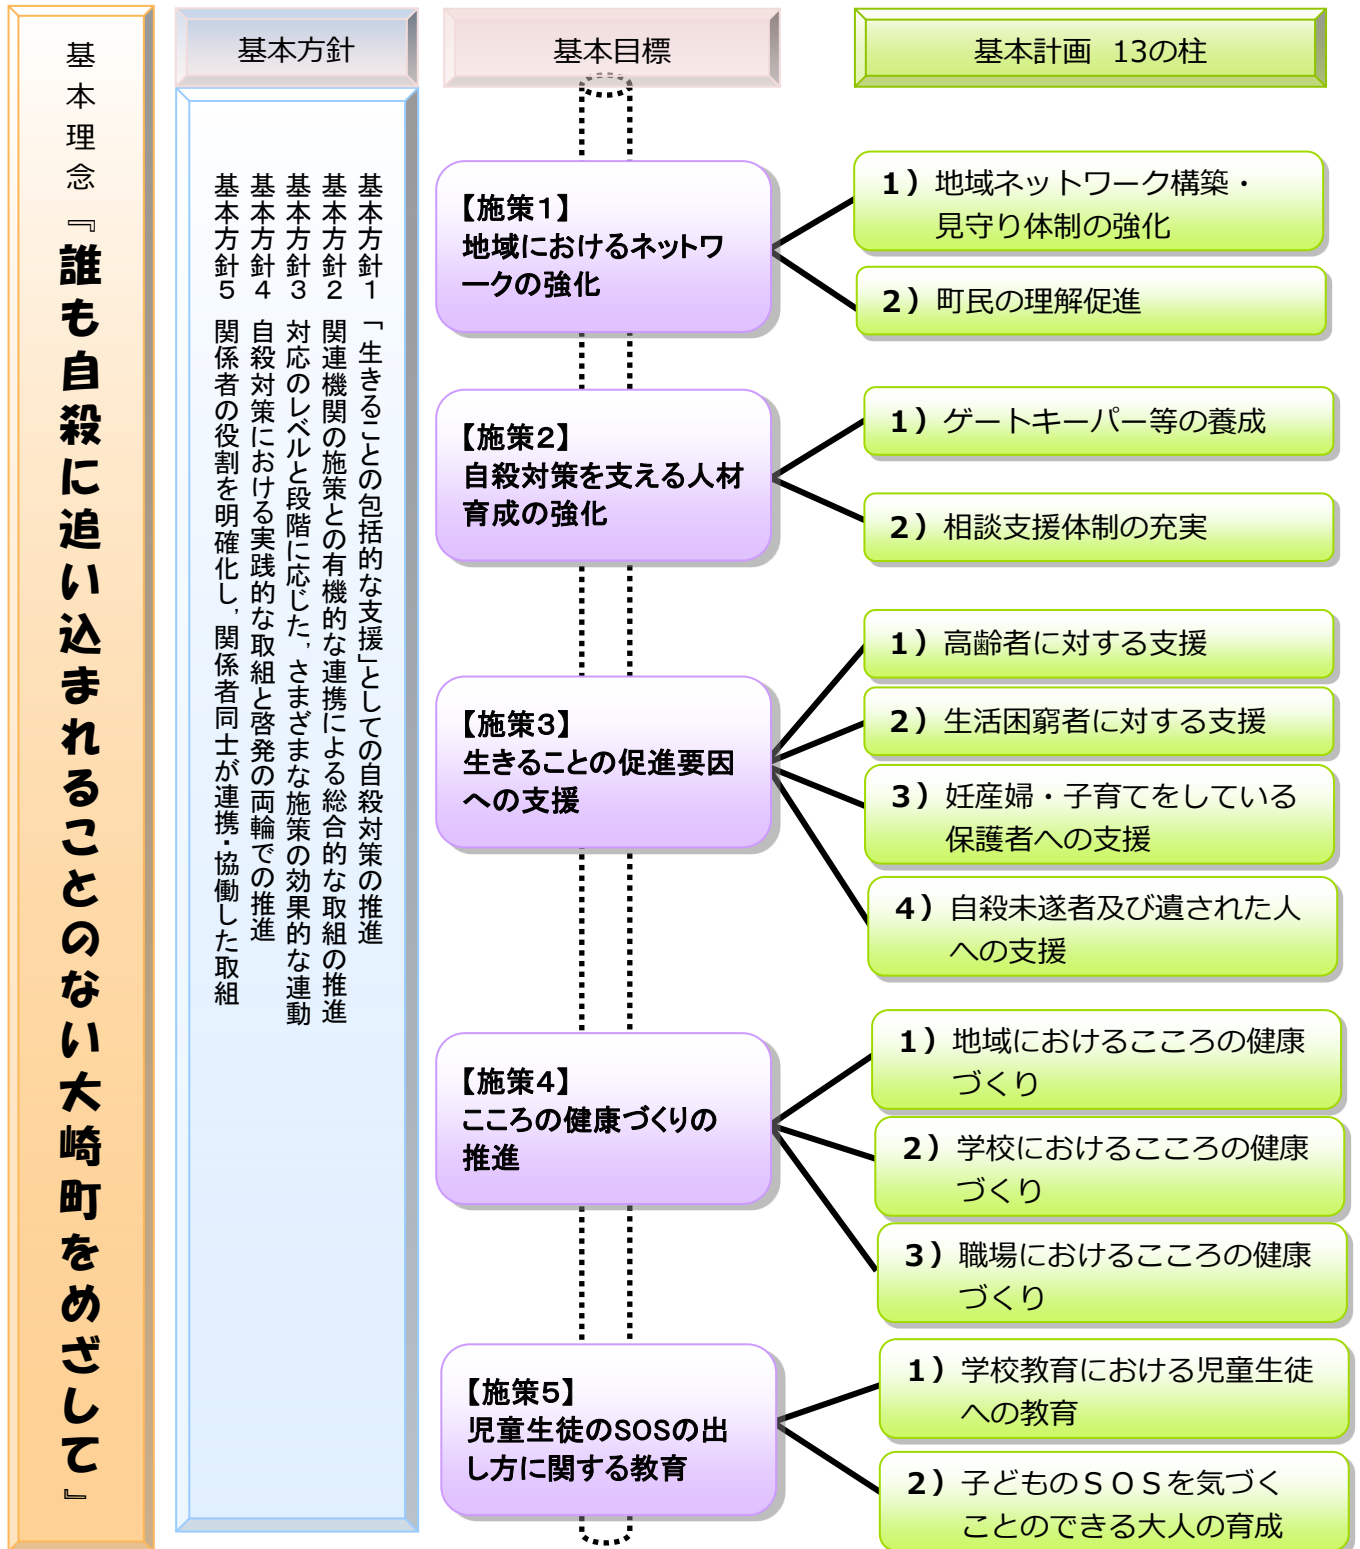 基本理念『誰も自殺に追い込まれることのない大崎町をめざして』
基本方針
基本方針1 「生きることの包括的な支援」としての自殺対策の推進
基本方針2 関連機関の施策との有機的な連携による総合的な取組の推進
基本方針3 対応のレベルと段階に応じた，さまざまな施策の効果的な連動
基本方針4 自殺対策における実践的な取組と啓発の両輪での推進
基本方針5 関係者の役割を明確化し，関係者同士が連携・協働した取組
基本目標
基本計画 13の柱
【施策1】
地域におけるネットワ
ークの強化
1）地域ネットワーク構築・
見守り体制の強化
2）町民の理解促進
【施策2】
自殺対策を支える人材
育成の強化
1）ゲートキーパー等の養成
2）相談支援体制の充実
【施策3】
生きることの促進要因
への支援
1）高齢者に対する支援
2）生活困窮者に対する支援
3）妊産婦・子育てをしている
保護者への支援
4）自殺未遂者及び遺された人
への支援
【施策4】
こころの健康づくりの
推進
1）地域におけるこころの健康
づくり
2）学校におけるこころの健康
づくり
3）職場におけるこころの健康
づくり
【施策5】
児童生徒のSOSの出
し方に関する教育
1）学校教育における児童生徒
への教育
2）子どものＳＯＳを気づく
ことのできる大人の育成